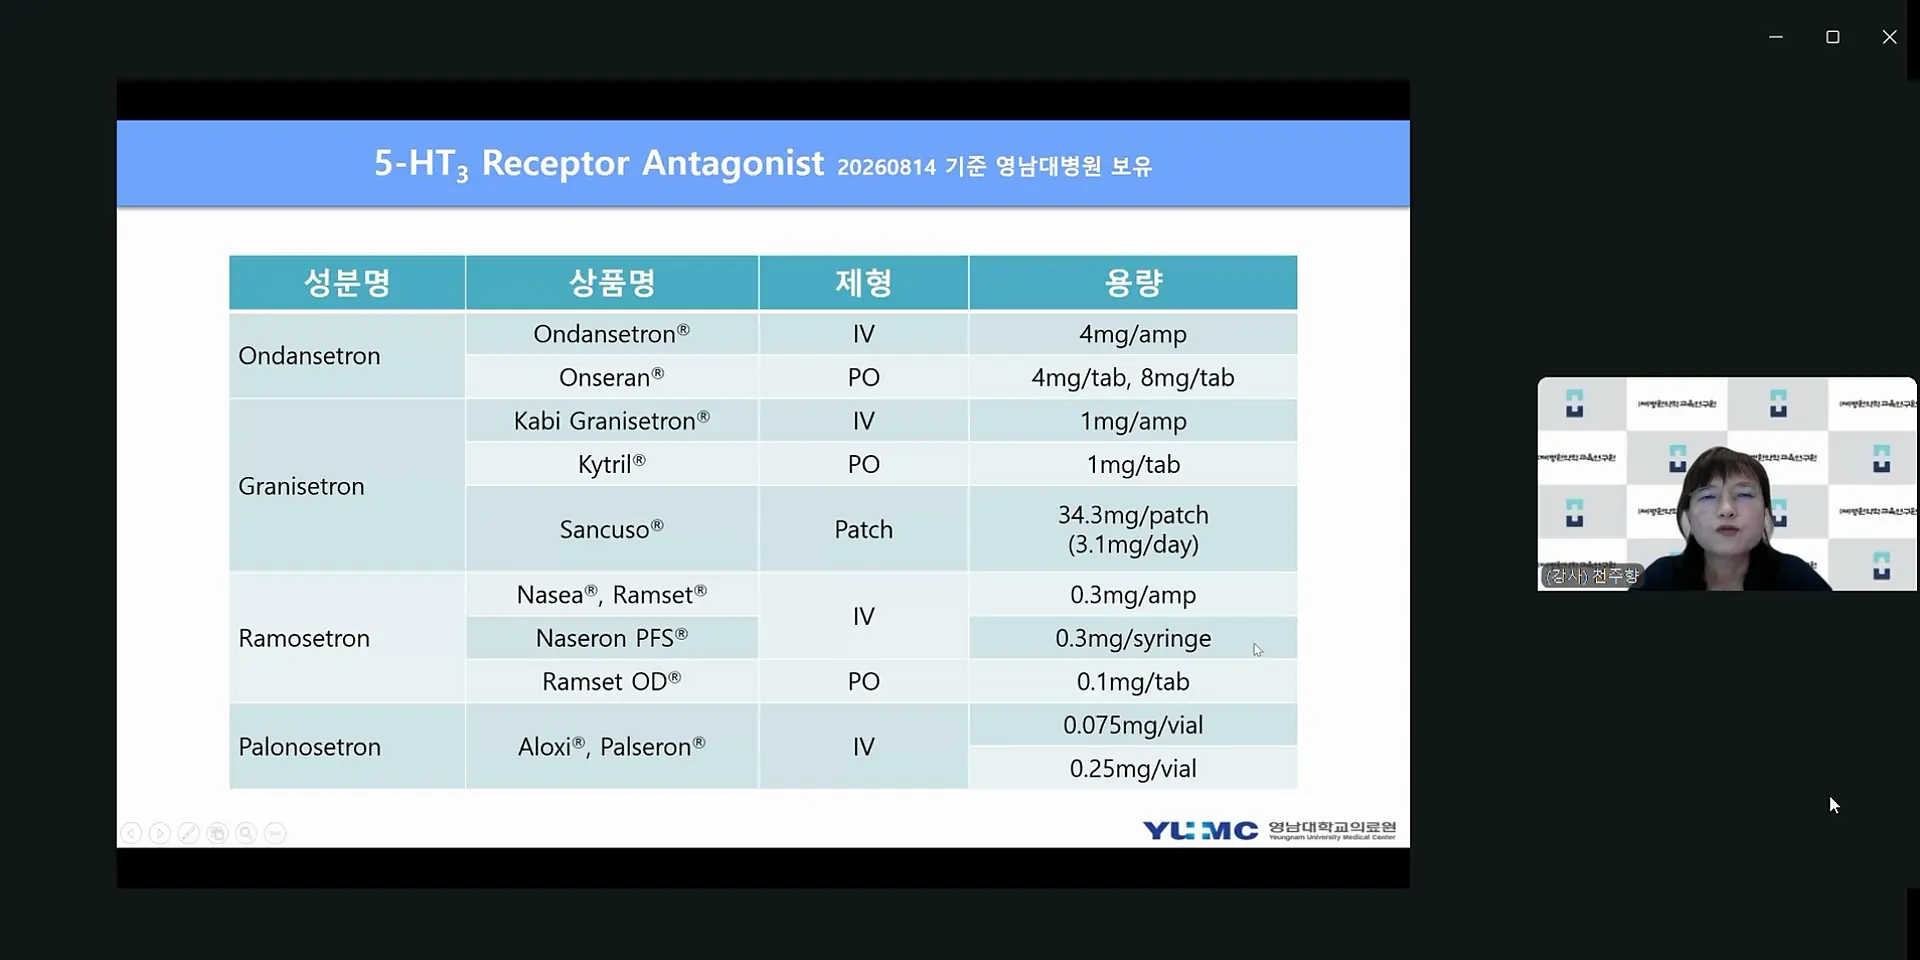 5-HT₃ Receptor Antagonist 20260814 기준 영남대병원 보유
성분명 상품명 제형 용량
Ondansetron
Ondansetron® IV 4mg/amp
Onseran® PO 4mg/tab, 8mg/tab
Granisetron
Kabi Granisetron® IV 1mg/amp
Kytril® PO 1mg/tab
Sancuso® Patch 34.3mg/patch
(3.1mg/day)
Ramosetron
Nasea®, Ramset® IV 0.3mg/amp
Naseron PFS® 0.3mg/syringe
Ramset OD® PO 0.1mg/tab
Palonosetron Aloxi®, Palseron® IV
0.075mg/vial
0.25mg/vial
YUMC 영남대학교의료원
Yeungnam University Medical Center
(강사) 천주향